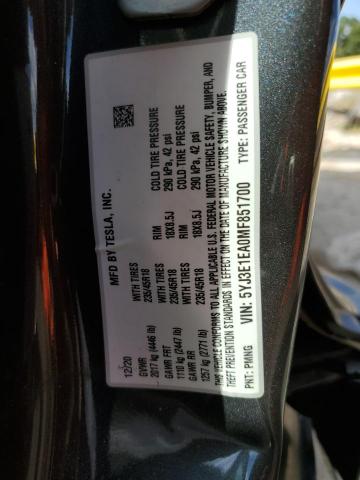 MFD BY TESLA, INC.
12/20
GVWR
2017 kg (4446 lb)
GAWR FRT WITH TIRES RIM COLD TIRE PRESSURE
1110 kg (2447 lb) 235/45R18 18X8.5J 290 kPa, 42 psi
GAWR RR WITH TIRES RIM COLD TIRE PRESSURE
1257 kg (2771 lb) 235/45R18 18X8.5J 290 kPa, 42 psi
THIS VEHICLE CONFORMS TO ALL APPLICABLE U.S. FEDERAL MOTOR VEHICLE SAFETY, BUMPER, AND
THEFT PREVENTION STANDARDS IN EFFECT ON THE DATE OF MANUFACTURE SHOWN ABOVE.
VIN: 5YJ3E1EA0MF851700 TYPE: PASSENGER CAR
PNT: PMNG